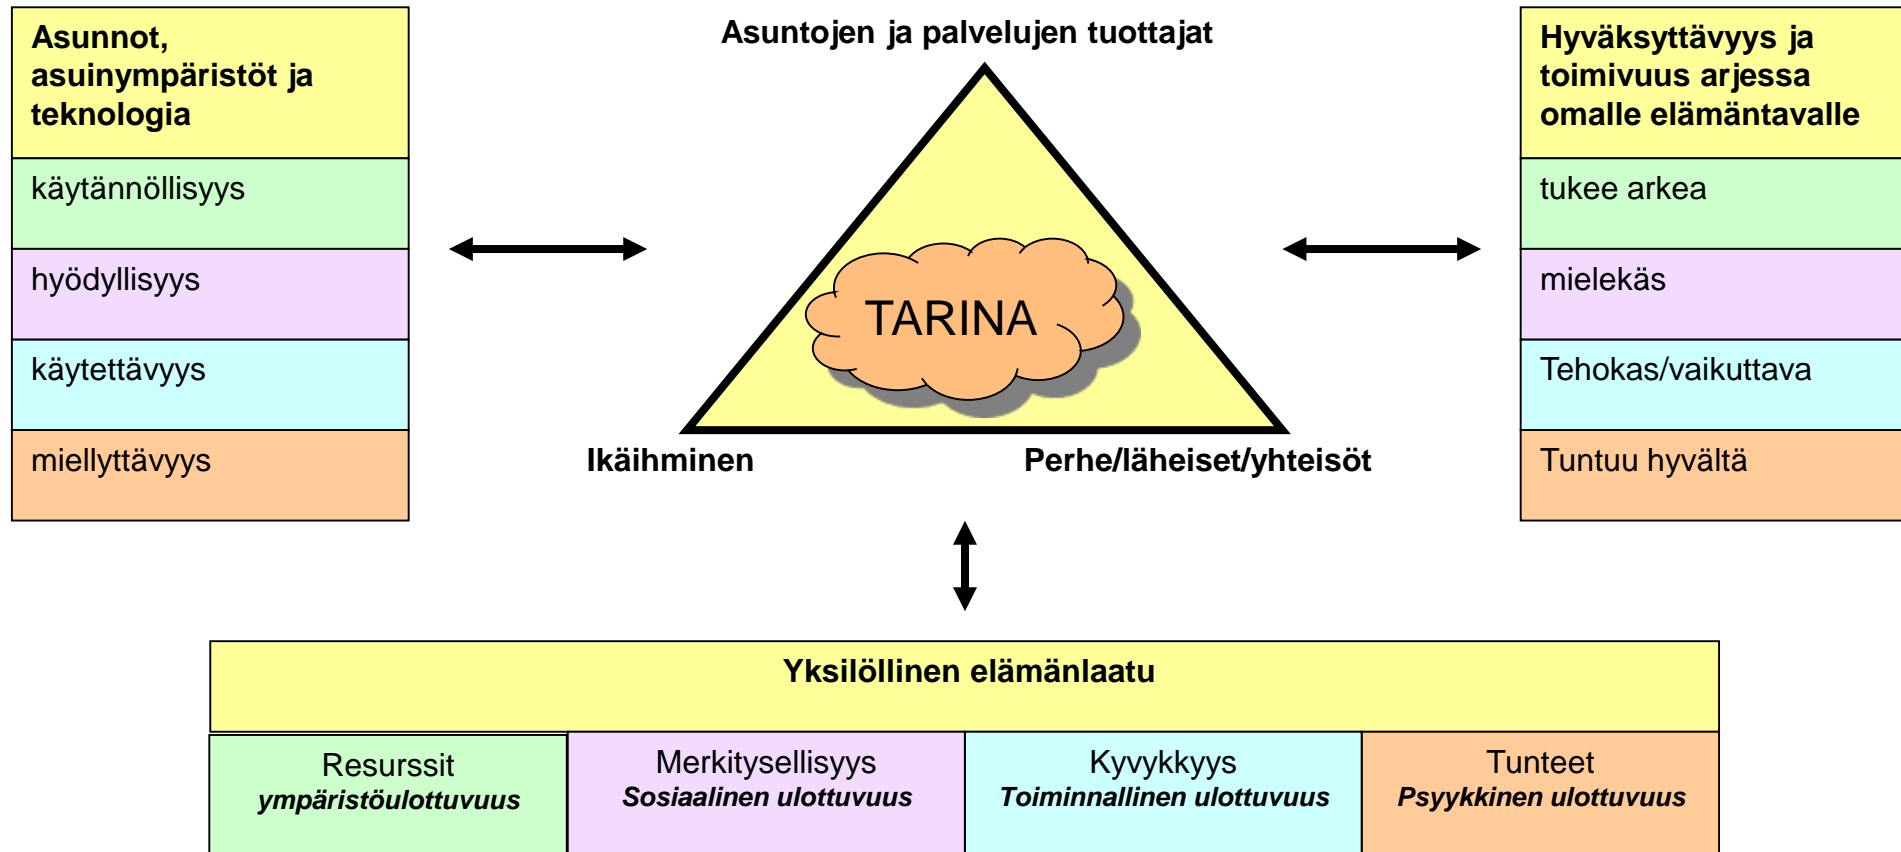 Asunnot,
asuinympäristöt ja
teknologia
käytännöllisyys
hyödyllisyys
käytettävyys
miellyttävyys
Asuntojen ja palvelujen tuottajat
TARINA
Ikäihminen
Perhe/läheiset/yhteisöt
Hyväksyttävyys ja
toimivuus arjessa
omalle elämäntavalle
tukee arkea
mielekäs
Tehokas/vaikuttava
Tuntuu hyvältä
Yksilöllinen elämänlaatu
Resurssit
ympäristöulottuvuus
Merkitysellisyys
Sosiaalinen ulottuvuus
Kyvykkyys
Toiminnallinen ulottuvuus
Tunteet
Psyykkinen ulottuvuus